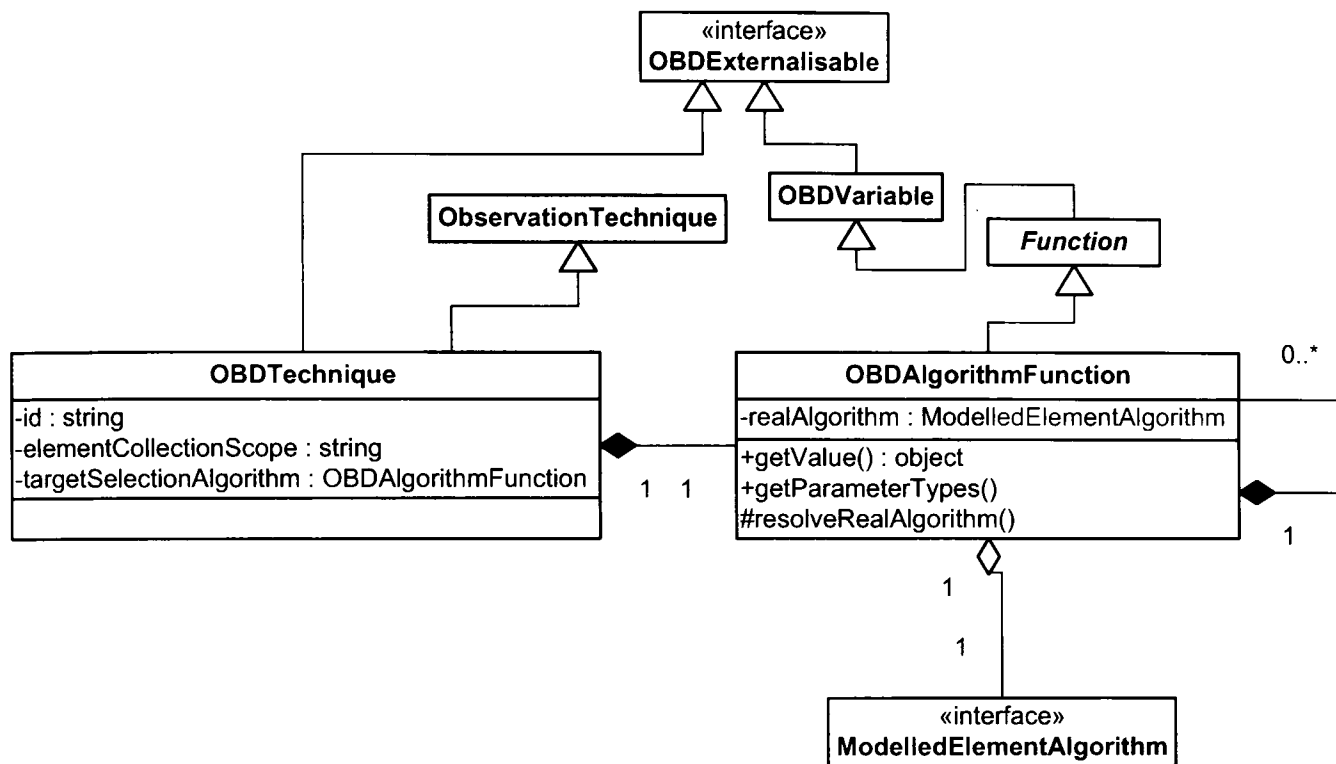 «interface»
OBDExternalisable
OBDVariable
ObservationTechnique
Function
OBDTechnique
-id : string
-elementCollectionScope : string
-targetSelectionAlgorithm : OBDAlgorithmFunction
1 1
OBDAlgorithmFunction
-realAlgorithm : ModelledElementAlgorithm
+getValue() : object
+getParameterTypes()
#resolveRealAlgorithm()
0..*
1
1
1
«interface»
ModelledElementAlgorithm